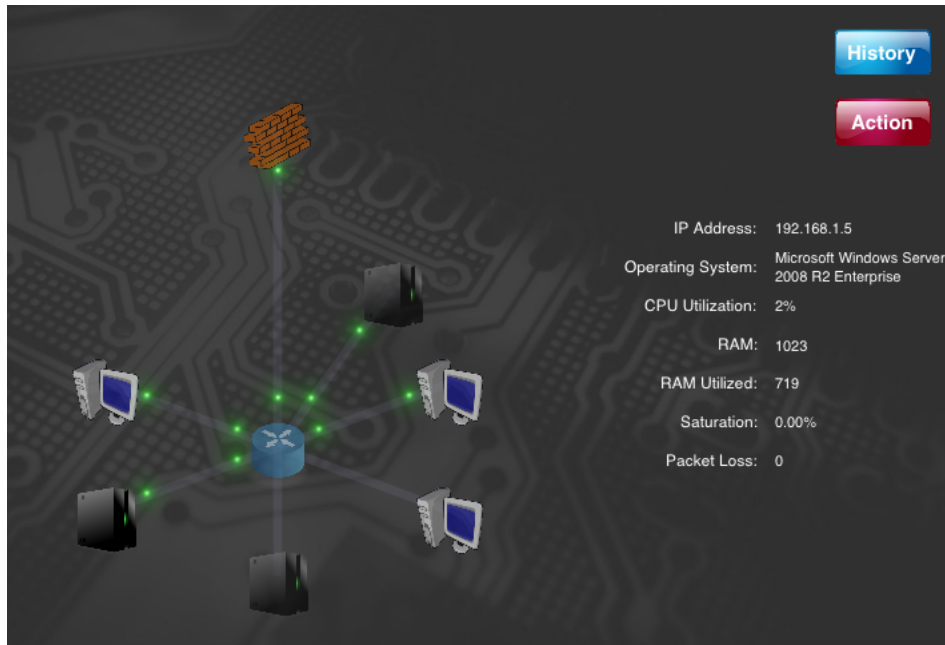 History
Action
IP Address: 192.168.1.5
Operating System: Microsoft Windows Server
2008 R2 Enterprise
CPU Utilization: 2%
RAM: 1023
RAM Utilized: 719
Saturation: 0.00%
Packet Loss: 0